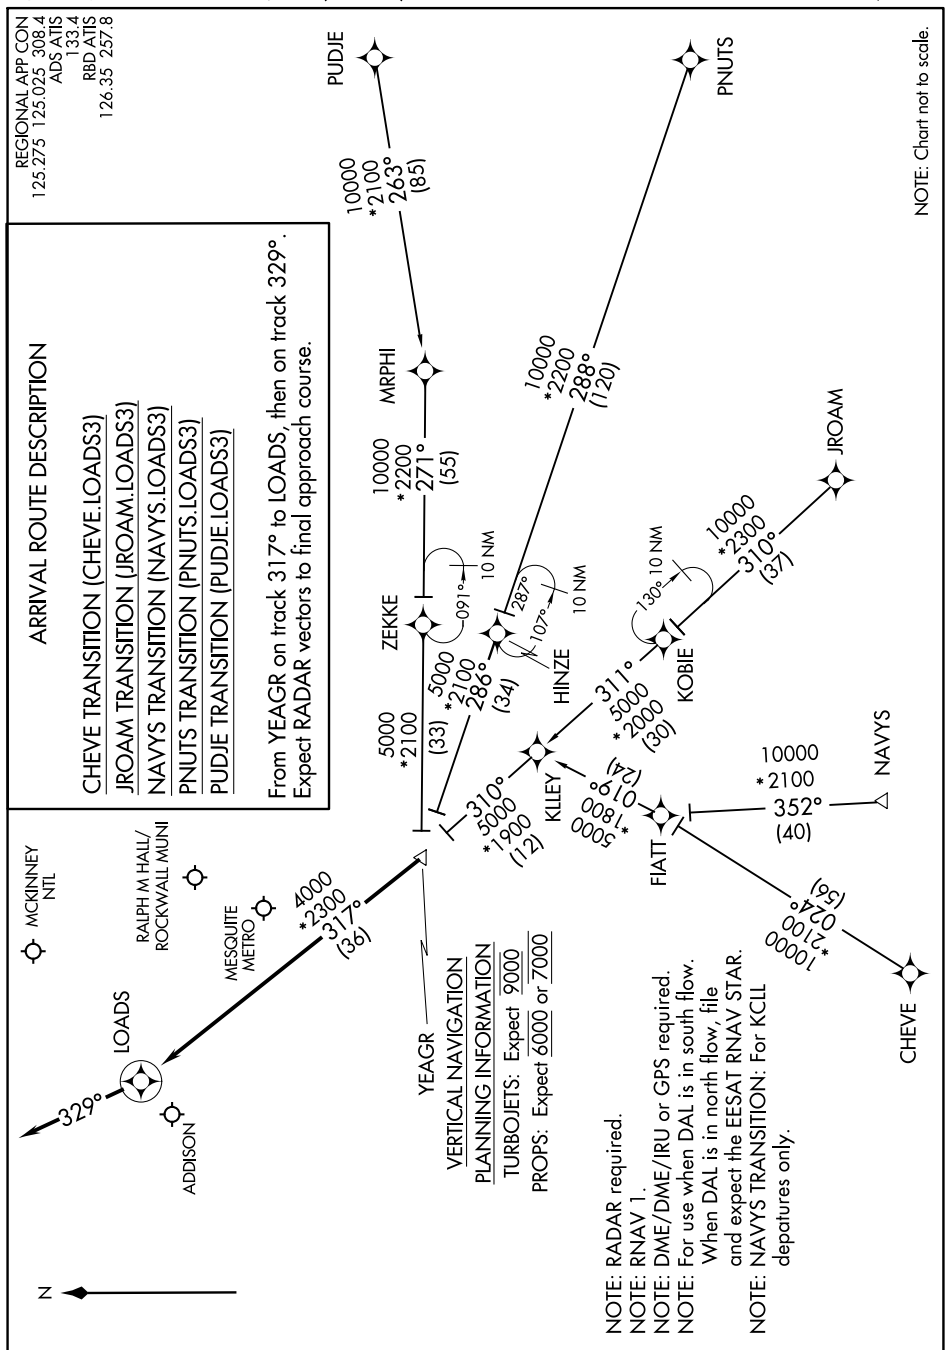 REGIONAL APP CON
125.275 125.025 308.4
ADS ATIS
133.4
RBD ATIS
126.35 257.8
ARRIVAL ROUTE DESCRIPTION
CHEVE TRANSITION (CHEVE.LOADS3)
JROAM TRANSITION (JROAM.LOADS3)
NAVYS TRANSITION (NAVYS.LOADS3)
PNUTS TRANSITION (PNUTS.LOADS3)
PUDJE TRANSITION (PUDJE.LOADS3)
From YEAGR on track 317° to LOADS, then on track 329°.
Expect RADAR vectors to final approach course.
N
MCKINNEY
NTL
RALPH M HALL/
ROCKWALL MUNI
MESQUITE
METRO
LOADS
329°
ADDISON
4000
*2300
317°
(36)
YEAGR
VERTICAL NAVIGATION
PLANNING INFORMATION
TURBOJETS: Expect 9000
PROPS: Expect 6000 or 7000
PUDJE
10000
*2100
263°
(85)
MRPHI
10000
*2200
271°
(55)
ZEKKE
091°
10 NM
5000
*2100
(33)
PNUTS
10000
*2200
288°
(120)
HINZE
287°
107°
10 NM
5000
*2100
286°
(34)
JROAM
10000
*2300
310°
(37)
KOBIE
130°
10 NM
311°
5000
*2000
(30)
KLLEY
310°
5000
*1900
(12)
(24)
019°
*1800
5000
FIATT
NAVYS
10000
*2100
352°
(40)
CHEVE
(56)
024°
*2100
10000
NOTE: RADAR required.
NOTE: RNAV 1.
NOTE: DME/DME/IRU or GPS required.
NOTE: For use when DAL is in south flow.
When DAL is in north flow, file
and expect the EESAT RNAV STAR.
NOTE: NAVYS TRANSITION: For KCLL
depatures only.
NOTE: Chart not to scale.